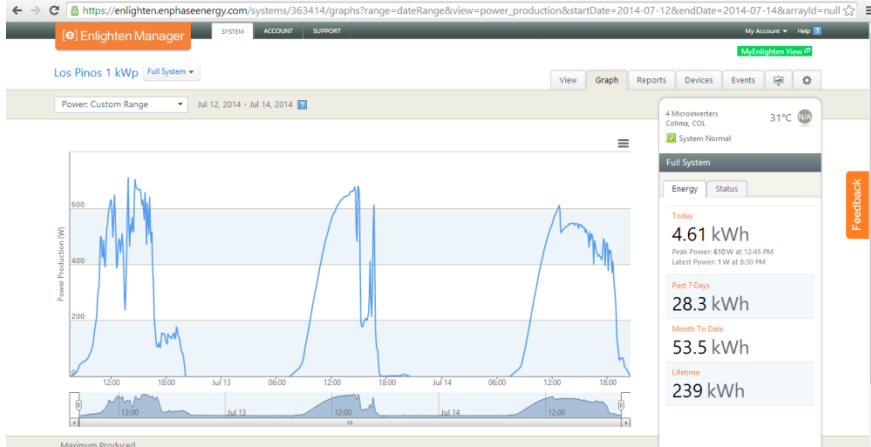 https://enlighten.enphaseenergy.com/systems/363414/graphs?range=dateRange&view=power_production&startDate=2014-07-12&endDate=2014-07-14&arrayId=null
[e] Enlighten Manager
SYSTEM ACCOUNT SUPPORT
My Account Help ?
MyEnlighten View
Los Pinos 1 kWp Full System
View Graph Reports Devices Events
Power: Custom Range Jul 12, 2014 - Jul 14, 2014 ?
4 Microinverters
Colima, COL
31°C N/A
System Normal
Full System
Energy Status
Today
4.61 kWh
Peak Power: 610 W at 12:45 PM
Latest Power: 1 W at 8:30 PM
Past 7 Days
28.3 kWh
Month To Date
53.5 kWh
Lifetime
239 kWh
Feedback
Power Production (W)
600
400
200
0
12:00 18:00 Jul 13 06:00 12:00 18:00 Jul 14 06:00 12:00 18:00
12:00 Jul 13 12:00 Jul 14 12:00
Maximum Produced